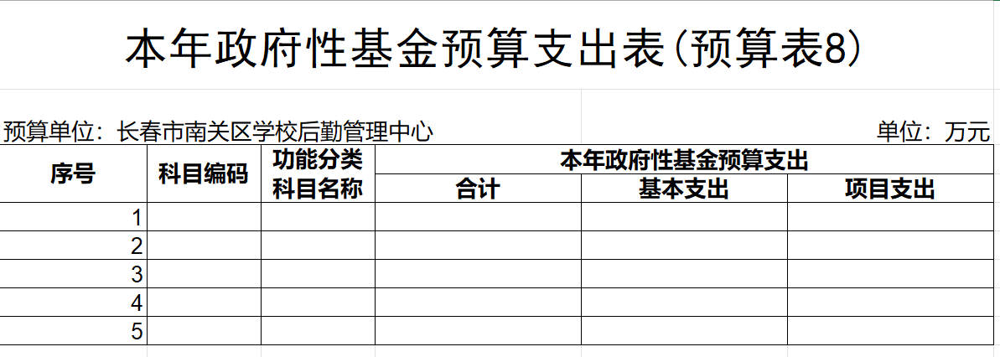 本年政府性基金预算支出表(预算表8)
预算单位：长春市南关区学校后勤管理中心 单位：万元
序号 科目编码 功能分类科目名称 本年政府性基金预算支出
合计 基本支出 项目支出
1
2
3
4
5